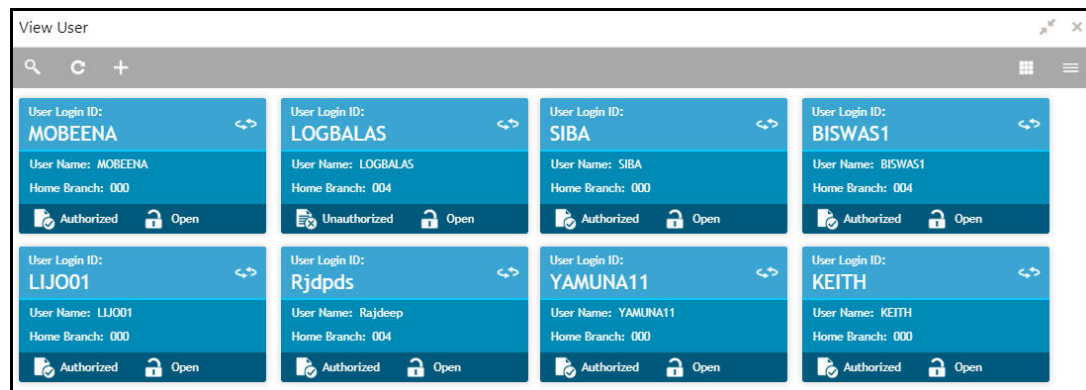 View User
User Login ID:
MOBEENA
User Name: MOBEENA
Home Branch: 000
Authorized Open
User Login ID:
LOGBALAS
User Name: LOGBALAS
Home Branch: 004
Unauthorized Open
User Login ID:
SIBA
User Name: SIBA
Home Branch: 000
Authorized Open
User Login ID:
BISWAS1
User Name: BISWAS1
Home Branch: 004
Authorized Open
User Login ID:
LIJO01
User Name: LIJO01
Home Branch: 000
Authorized Open
User Login ID:
Rjdpds
User Name: Rajdeep
Home Branch: 004
Authorized Open
User Login ID:
YAMUNA11
User Name: YAMUNA11
Home Branch: 000
Authorized Open
User Login ID:
KEITH
User Name: KEITH
Home Branch: 000
Authorized Open